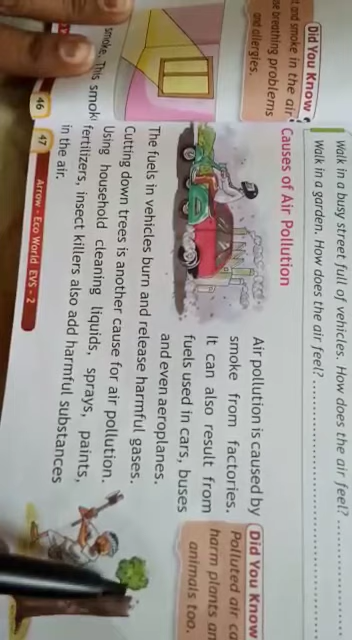 walk in a busy street full of vehicles. How does the air feel?
walk in a garden. How does the air feel?
Did You Know
and smoke in the air
breathing problems
and allergies.
Causes of Air Pollution
Air pollution is caused by
smoke from factories.
It can also result from
fuels used in cars, buses
and even aeroplanes.
Did You Know
Polluted air
harm plants
animals too.
The fuels in vehicles burn and release harmful gases.
Cutting down trees is another cause for air pollution.
Using household cleaning liquids, sprays, paints,
fertilizers, insect killers also add harmful substances
in the air.
smoke. This
46
47
Arrow - Eco World EVS - 2